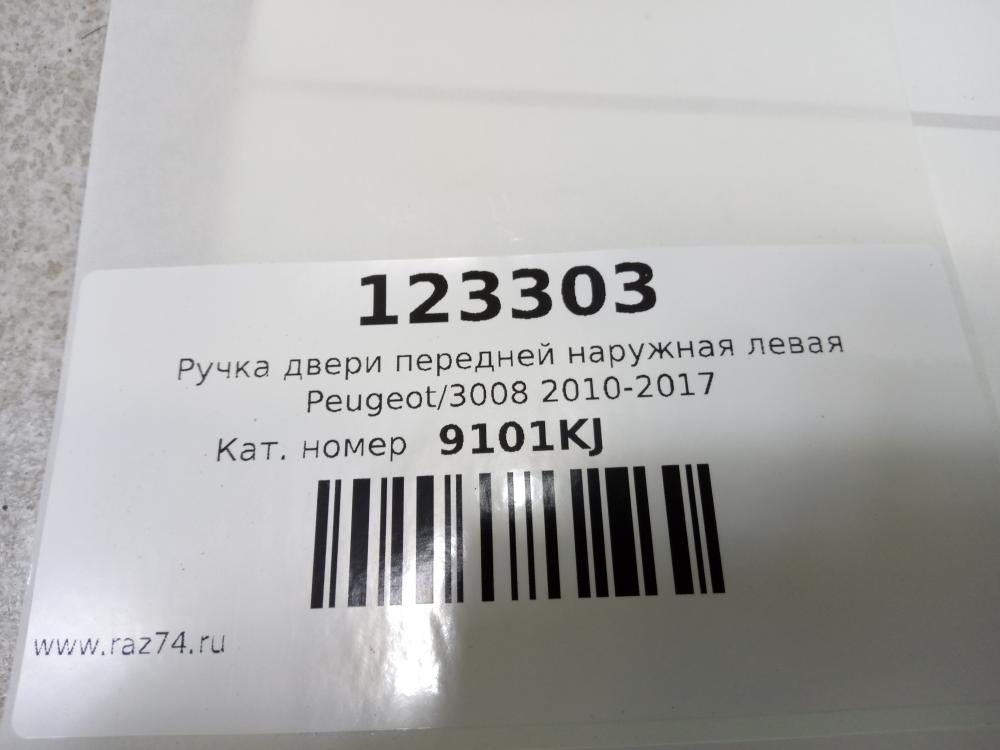 123303
Ручка двери передней наружная левая
Peugeot/3008 2010-2017
Кат. номер 9101KJ
www.raz74.ru